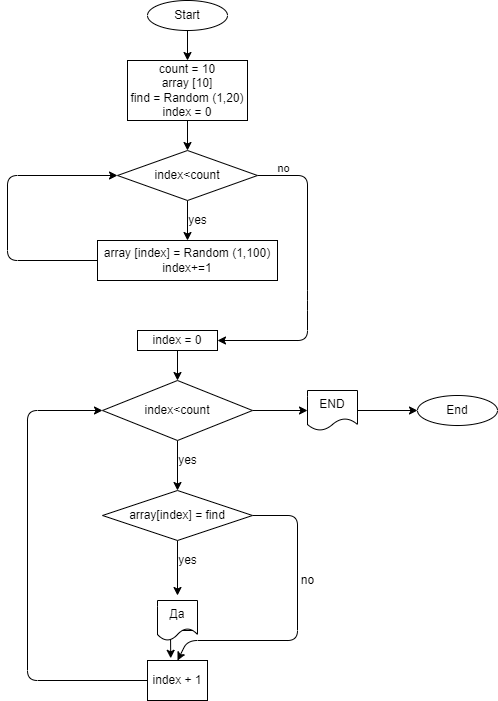 Start
count = 10
array [10]
find = Random (1,20)
index = 0
index<count
no
yes
array [index] = Random (1,100)
index+=1
index = 0
index<count
END
End
yes
array[index] = find
yes
no
Да
index + 1